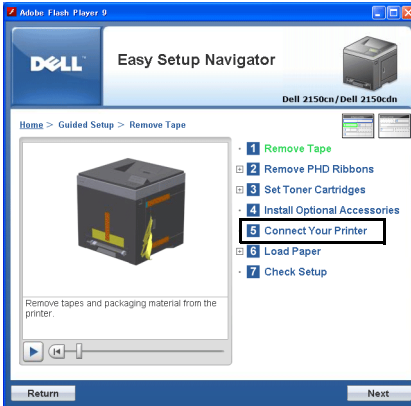 Adobe Flash Player 9
DELL
Easy Setup Navigator
Dell 2150cn/Dell 2150cdn
Home > Guided Setup > Remove Tape
1 Remove Tape
2 Remove PHD Ribbons
3 Set Toner Cartridges
4 Install Optional Accessories
5 Connect Your Printer
6 Load Paper
7 Check Setup
Remove tapes and packaging material from the
printer.
Return
Next